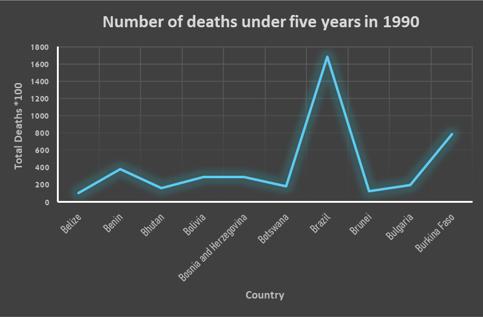 Number of deaths under five years in 1990
Total Deaths *100
1800
1600
1400
1200
1000
800
600
400
200
0
Belize
Benin
Bhutan
Bolivia
Bosnia and Herzegovina
Botswana
Brazil
Brunei
Bulgaria
Burkina Faso
Country